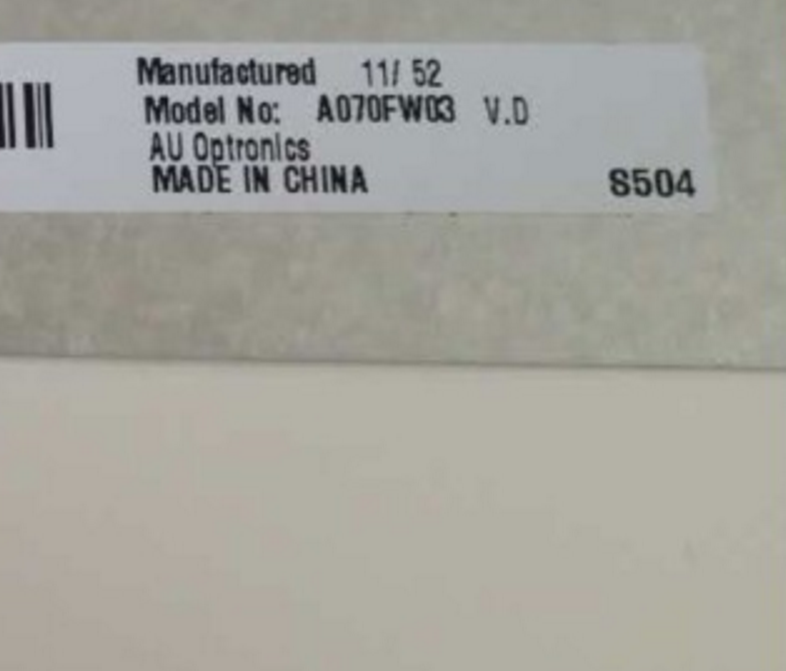 Manufactured 11/ 52
Model No: A070FW03 V.D
AU Optronics
MADE IN CHINA S504